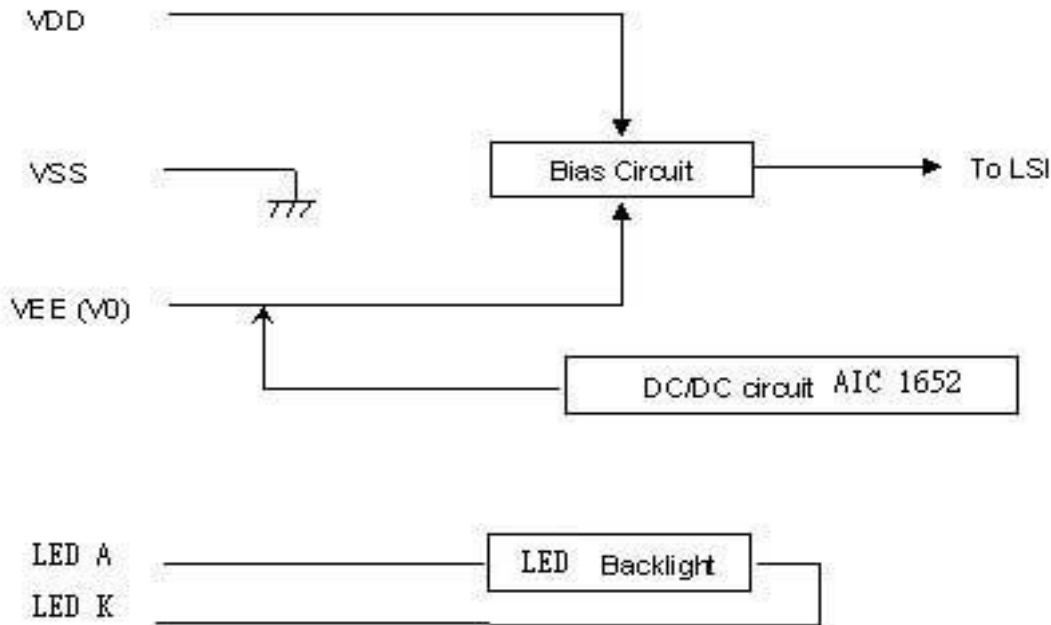 VDD
VSS
Bias Circuit
To LSI
VEE (V0)
DC/DC circuit AIC 1652
LED A
LED Backlight
LED K